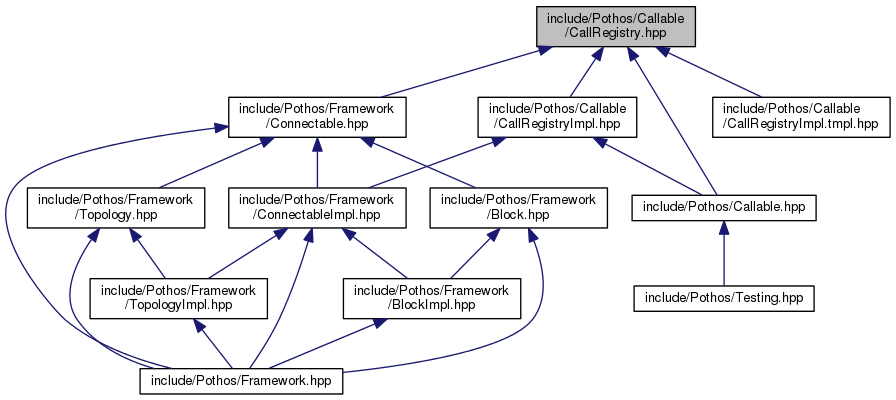 include/Pothos/Callable
/CallRegistry.hpp
include/Pothos/Framework
/Connectable.hpp
include/Pothos/Callable
/CallRegistryImpl.hpp
include/Pothos/Callable
/CallRegistryImpl.tmpl.hpp
include/Pothos/Framework
/Topology.hpp
include/Pothos/Framework
/ConnectableImpl.hpp
include/Pothos/Framework
/Block.hpp
include/Pothos/Callable.hpp
include/Pothos/Framework
/TopologyImpl.hpp
include/Pothos/Framework
/BlockImpl.hpp
include/Pothos/Testing.hpp
include/Pothos/Framework.hpp